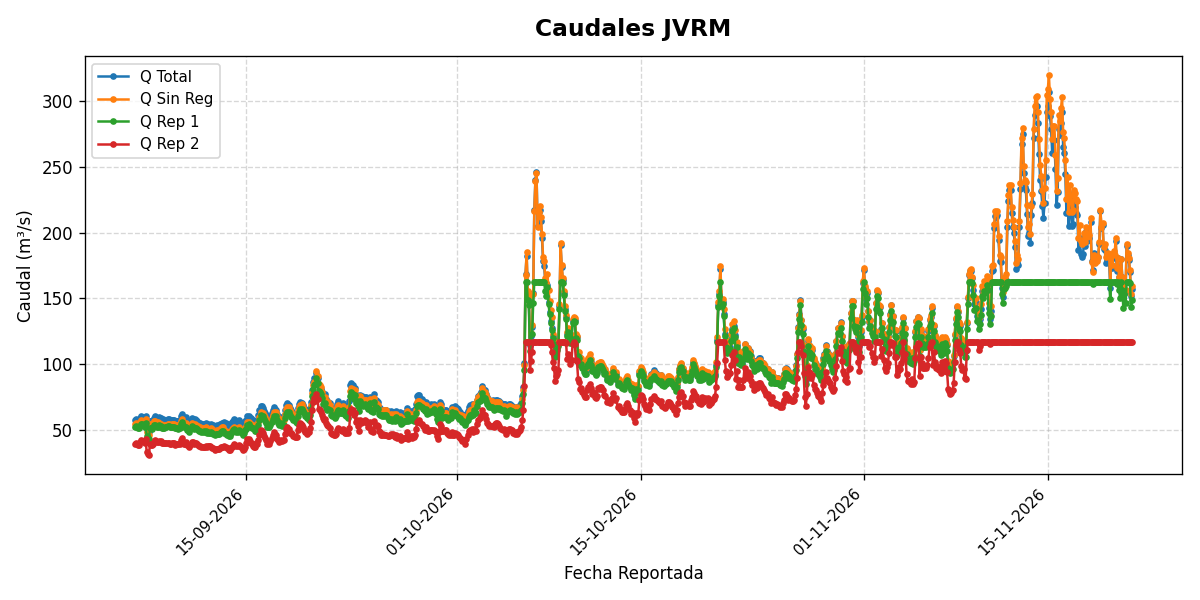 Caudales JVRM
Q Total
Q Sin Reg
Q Rep 1
Q Rep 2
Caudal (m³/s)
300
250
200
150
100
50
15-09-2026
01-10-2026
15-10-2026
01-11-2026
15-11-2026
Fecha Reportada